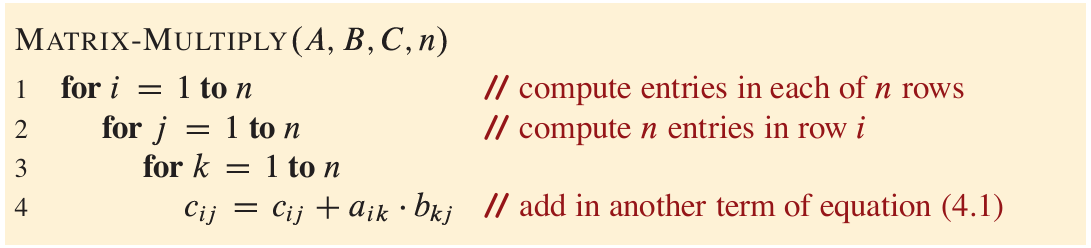 MATRIX-MULTIPLY(A, B, C, n)
1 for i = 1 to n // compute entries in each of n rows
2 for j = 1 to n // compute n entries in row i
3 for k = 1 to n
4 cᵢⱼ = cᵢⱼ + aᵢₖ · bₖⱼ // add in another term of equation (4.1)